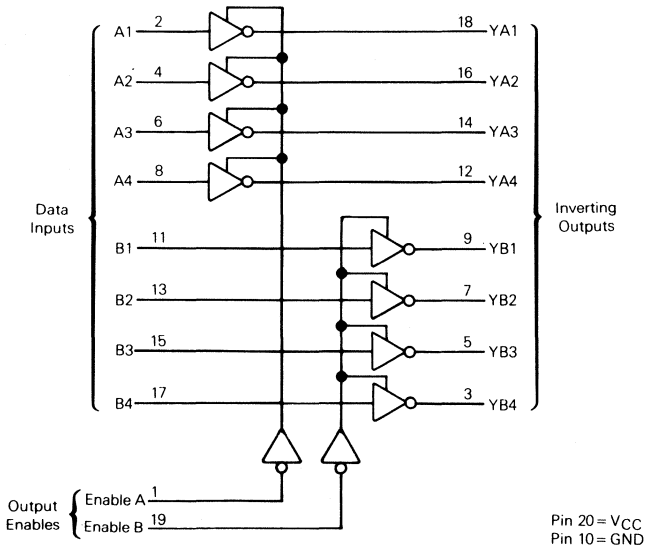 A1 2 18 YA1
A2 4 16 YA2
A3 6 14 YA3
A4 8 12 YA4
Data
Inputs
Inverting
Outputs
B1 11 9 YB1
B2 13 7 YB2
B3 15 5 YB3
B4 17 3 YB4
Output
Enables
Enable A 1
Enable B 19
Pin 20 = VCC
Pin 10 = GND